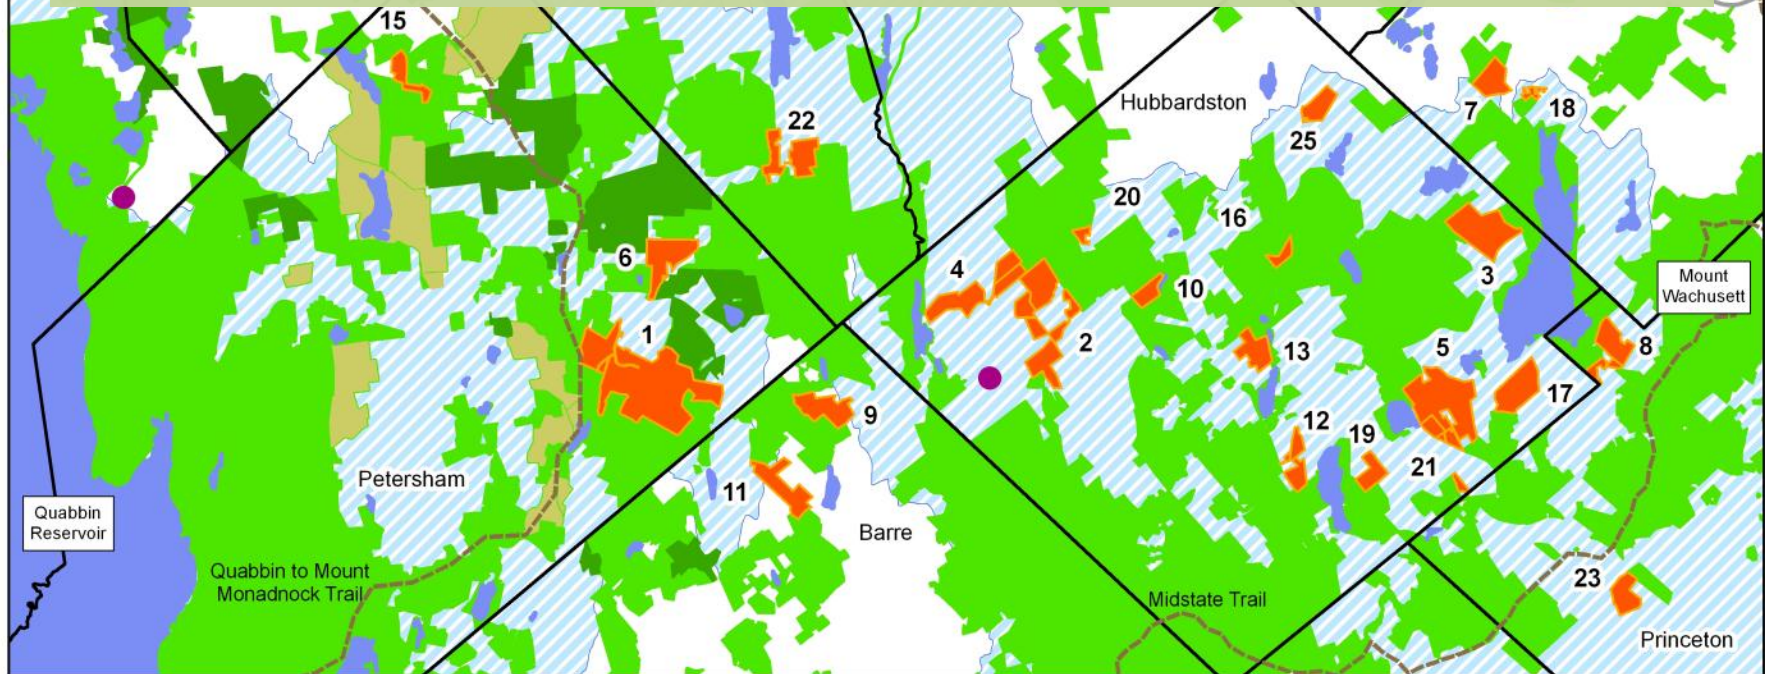 15
Hubbardston
7
18
22
25
20
16
6
4
3
Mount
Wachusett
10
1
2
13
5
8
17
9
12
19
21
Petersham
11
Quabbin
Reservoir
Barre
Quabbin to Mount
Monadnock Trail
23
Midstate Trail
Princeton